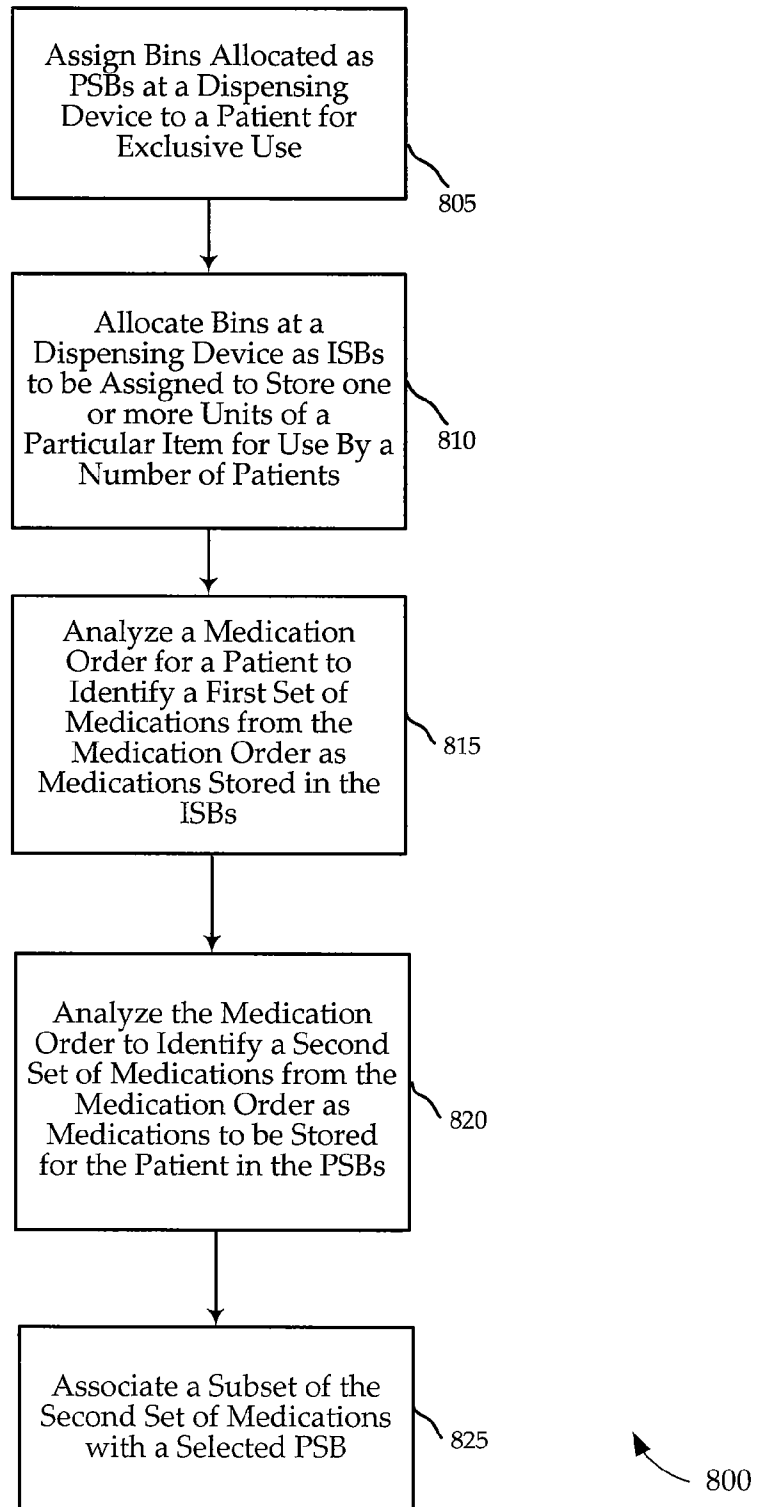 Assign Bins Allocated as
PSBs at a Dispensing
Device to a Patient for
Exclusive Use
805
Allocate Bins at a
Dispensing Device as ISBs
to be Assigned to Store one
or more Units of a
Particular Item for Use By a
Number of Patients
810
Analyze a Medication
Order for a Patient to
Identify a First Set of
Medications from the
Medication Order as
Medications Stored in the
ISBs
815
Analyze the Medication
Order to Identify a Second
Set of Medications from the
Medication Order as
Medications to be Stored
for the Patient in the PSBs
820
Associate a Subset of the
Second Set of Medications
with a Selected PSB
825
800